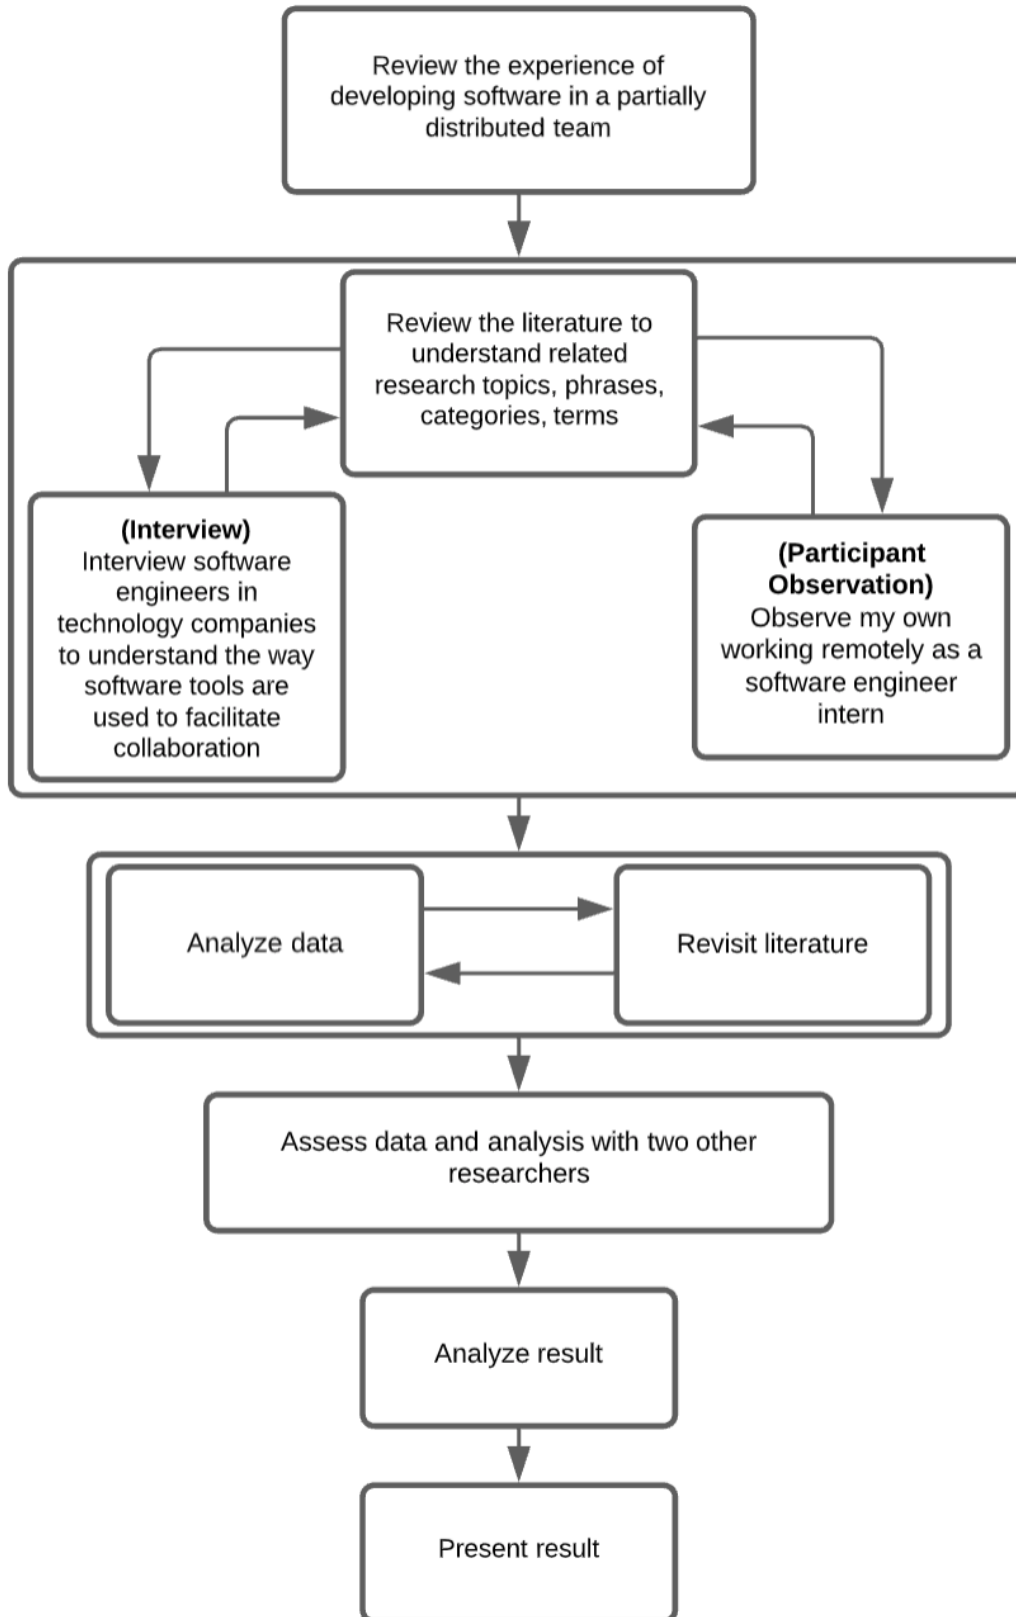 Review the experience of
developing software in a partially
distributed team
Review the literature to
understand related
research topics, phrases,
categories, terms
(Interview)
Interview software
engineers in
technology companies
to understand the way
software tools are
used to facilitate
collaboration
(Participant
Observation)
Observe my own
working remotely as a
software engineer
intern
Analyze data
Revisit literature
Assess data and analysis with two other
researchers
Analyze result
Present result